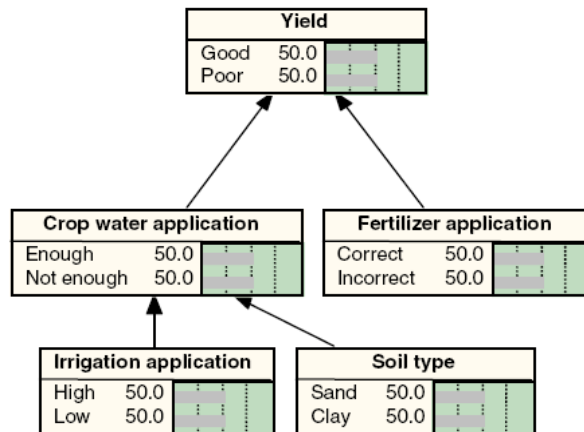 Yield
Good 50.0
Poor 50.0
Crop water application
Enough 50.0
Not enough 50.0
Fertilizer application
Correct 50.0
Incorrect 50.0
Irrigation application
High 50.0
Low 50.0
Soil type
Sand 50.0
Clay 50.0